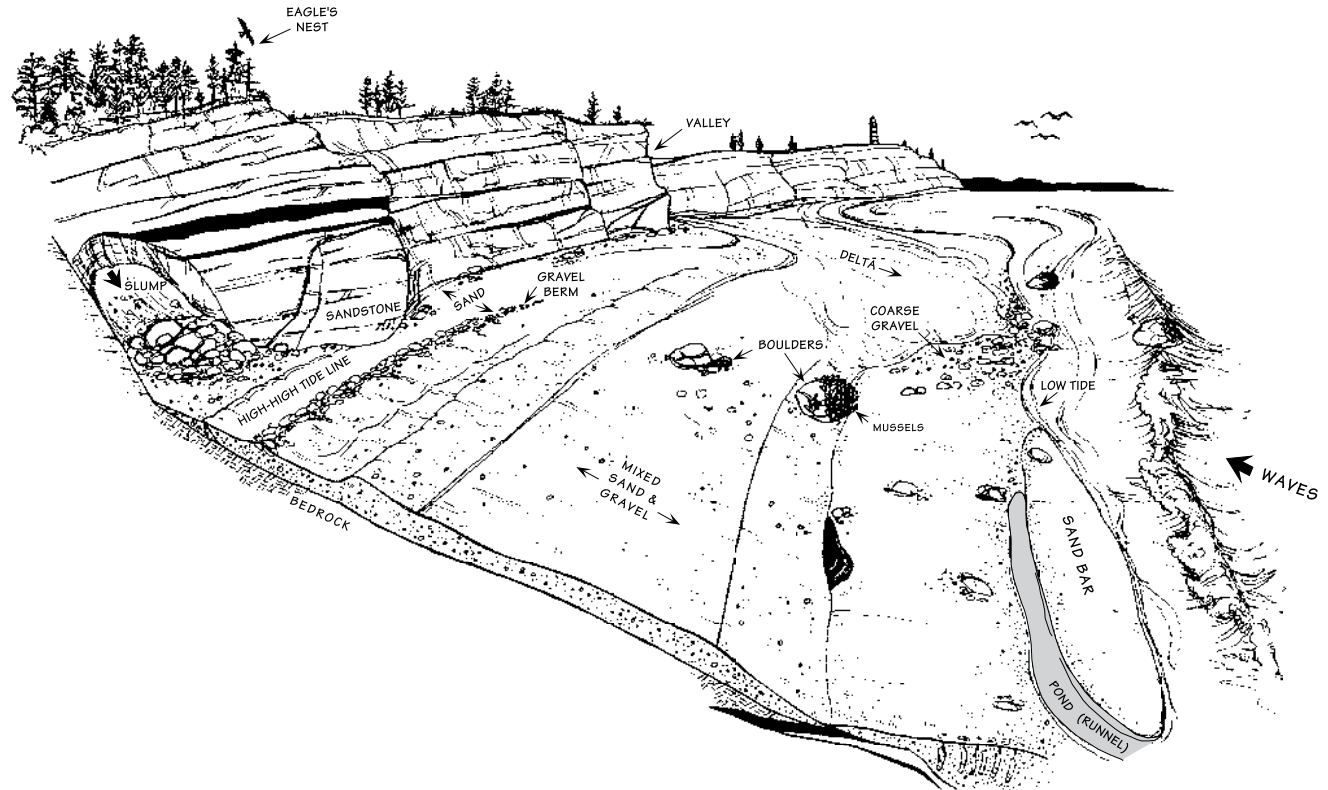 EAGLE'S
NEST
VALLEY
DELTA
SLUMP
SANDSTONE
SAND
GRAVEL
BERM
COARSE
GRAVEL
BOULDERS
HIGH-HIGH TIDE LINE
LOW TIDE
MUSSELS
MIXED
SAND &
GRAVEL
WAVES
BEDROCK
SAND BAR
POND (RUNNEL)